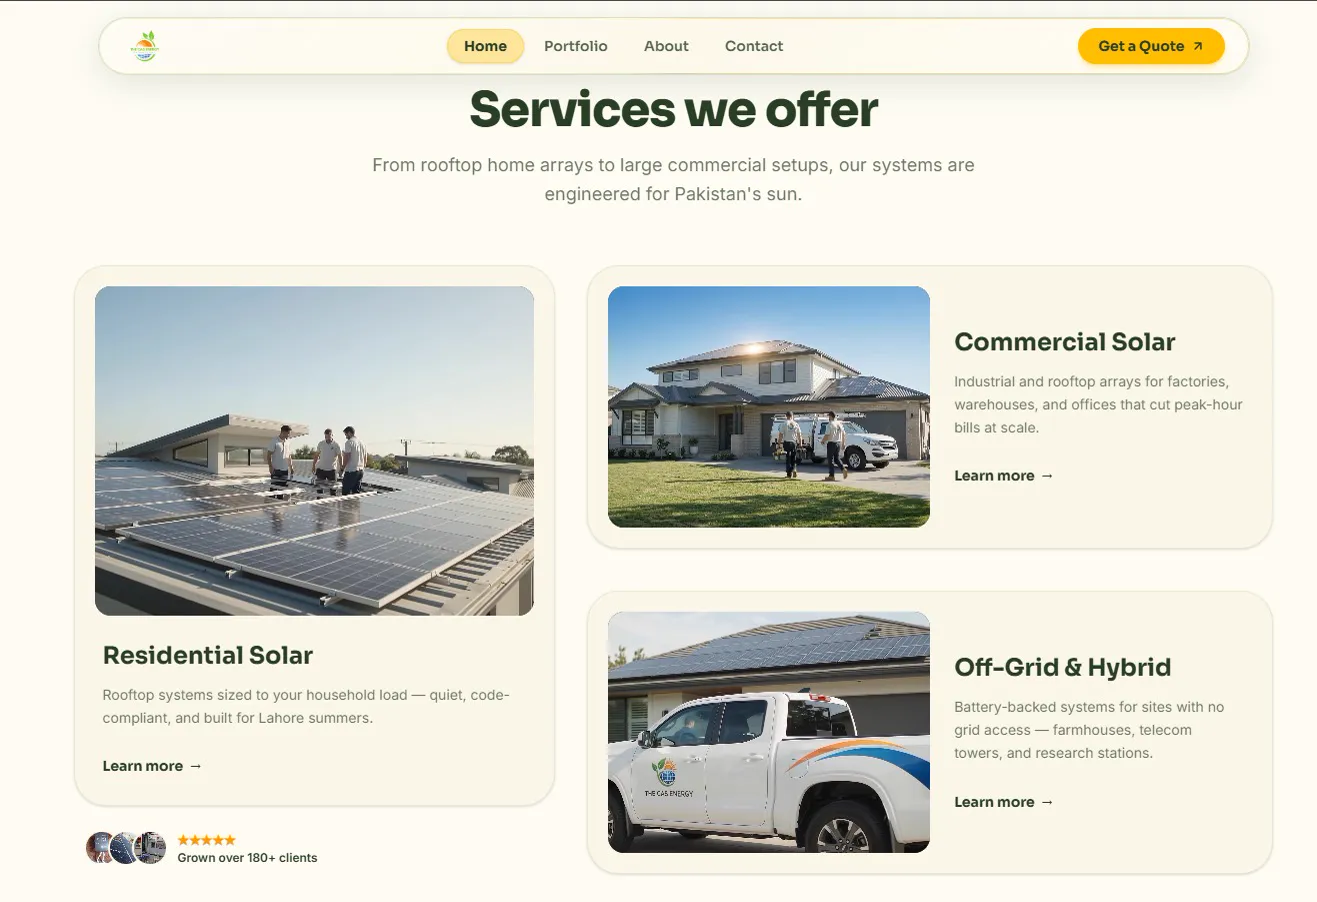 Home
Portfolio
About
Contact
Get a Quote
Services we offer
From rooftop home arrays to large commercial setups, our systems are
engineered for Pakistan's sun.
Residential Solar
Rooftop systems sized to your household load — quiet, code-
compliant, and built for Lahore summers.
Learn more →
★★★★★
Grown over 180+ clients
Commercial Solar
Industrial and rooftop arrays for factories,
warehouses, and offices that cut peak-hour
bills at scale.
Learn more →
THE CAS ENERGY
Off-Grid & Hybrid
Battery-backed systems for sites with no
grid access — farmhouses, telecom
towers, and research stations.
Learn more →